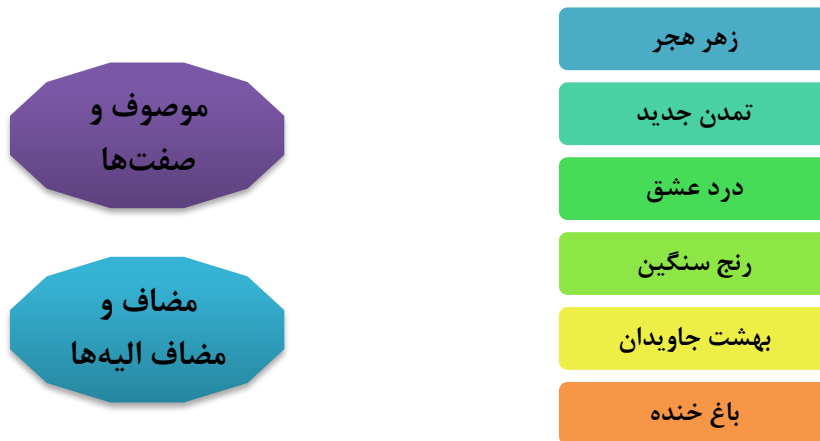 زهر هجر
تمدن جدید
درد عشق
رنج سنگین
بهشت جاویدان
باغ خنده
موصوف و
صفت‌ها
مضاف و
مضاف الیه‌ها